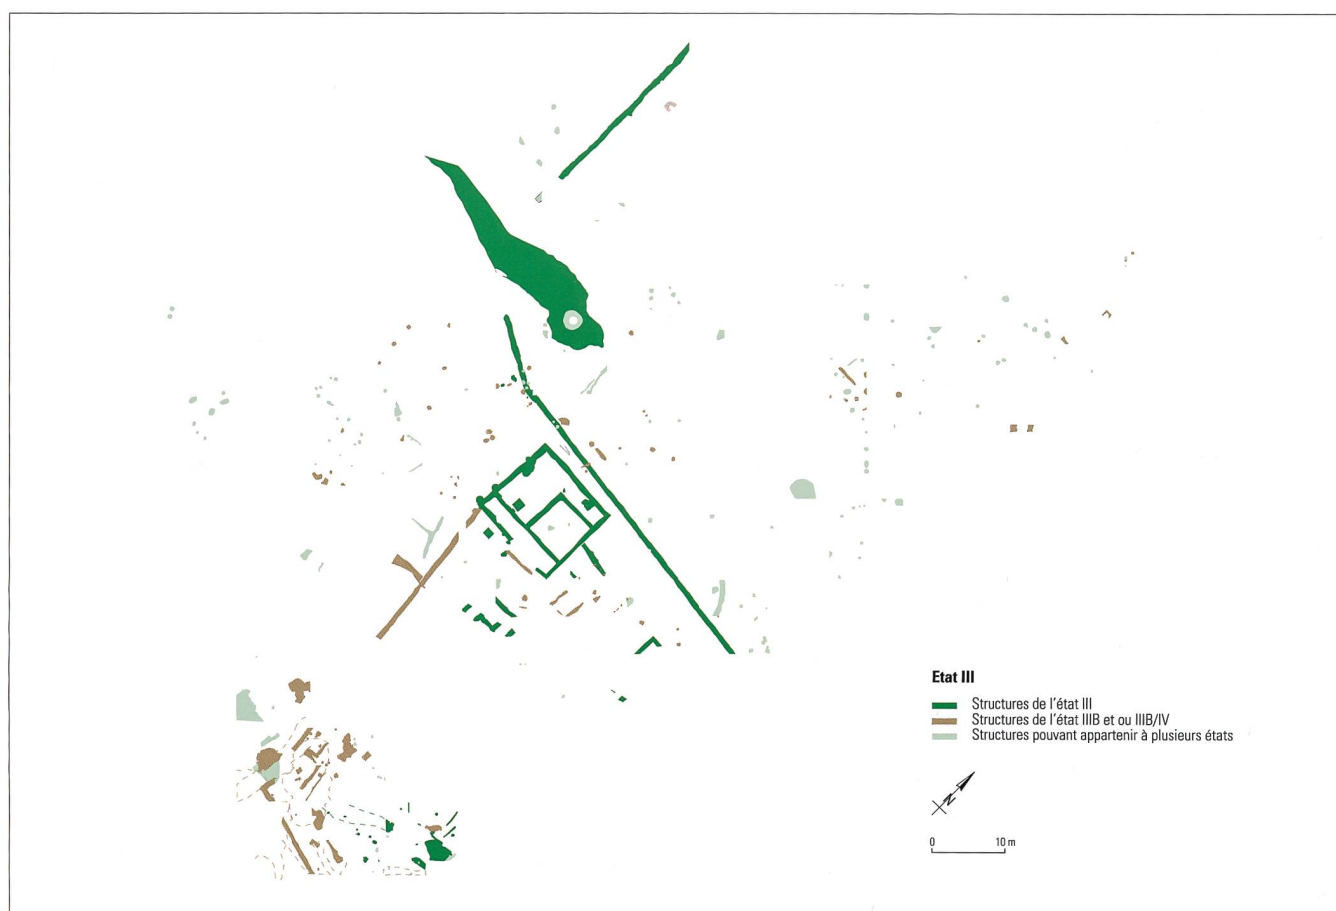 Etat III
Structures de l'état III
Structures de l'état IIIB et ou IIIB/IV
Structures pouvant appartenir à plusieurs états
N
0 10 m